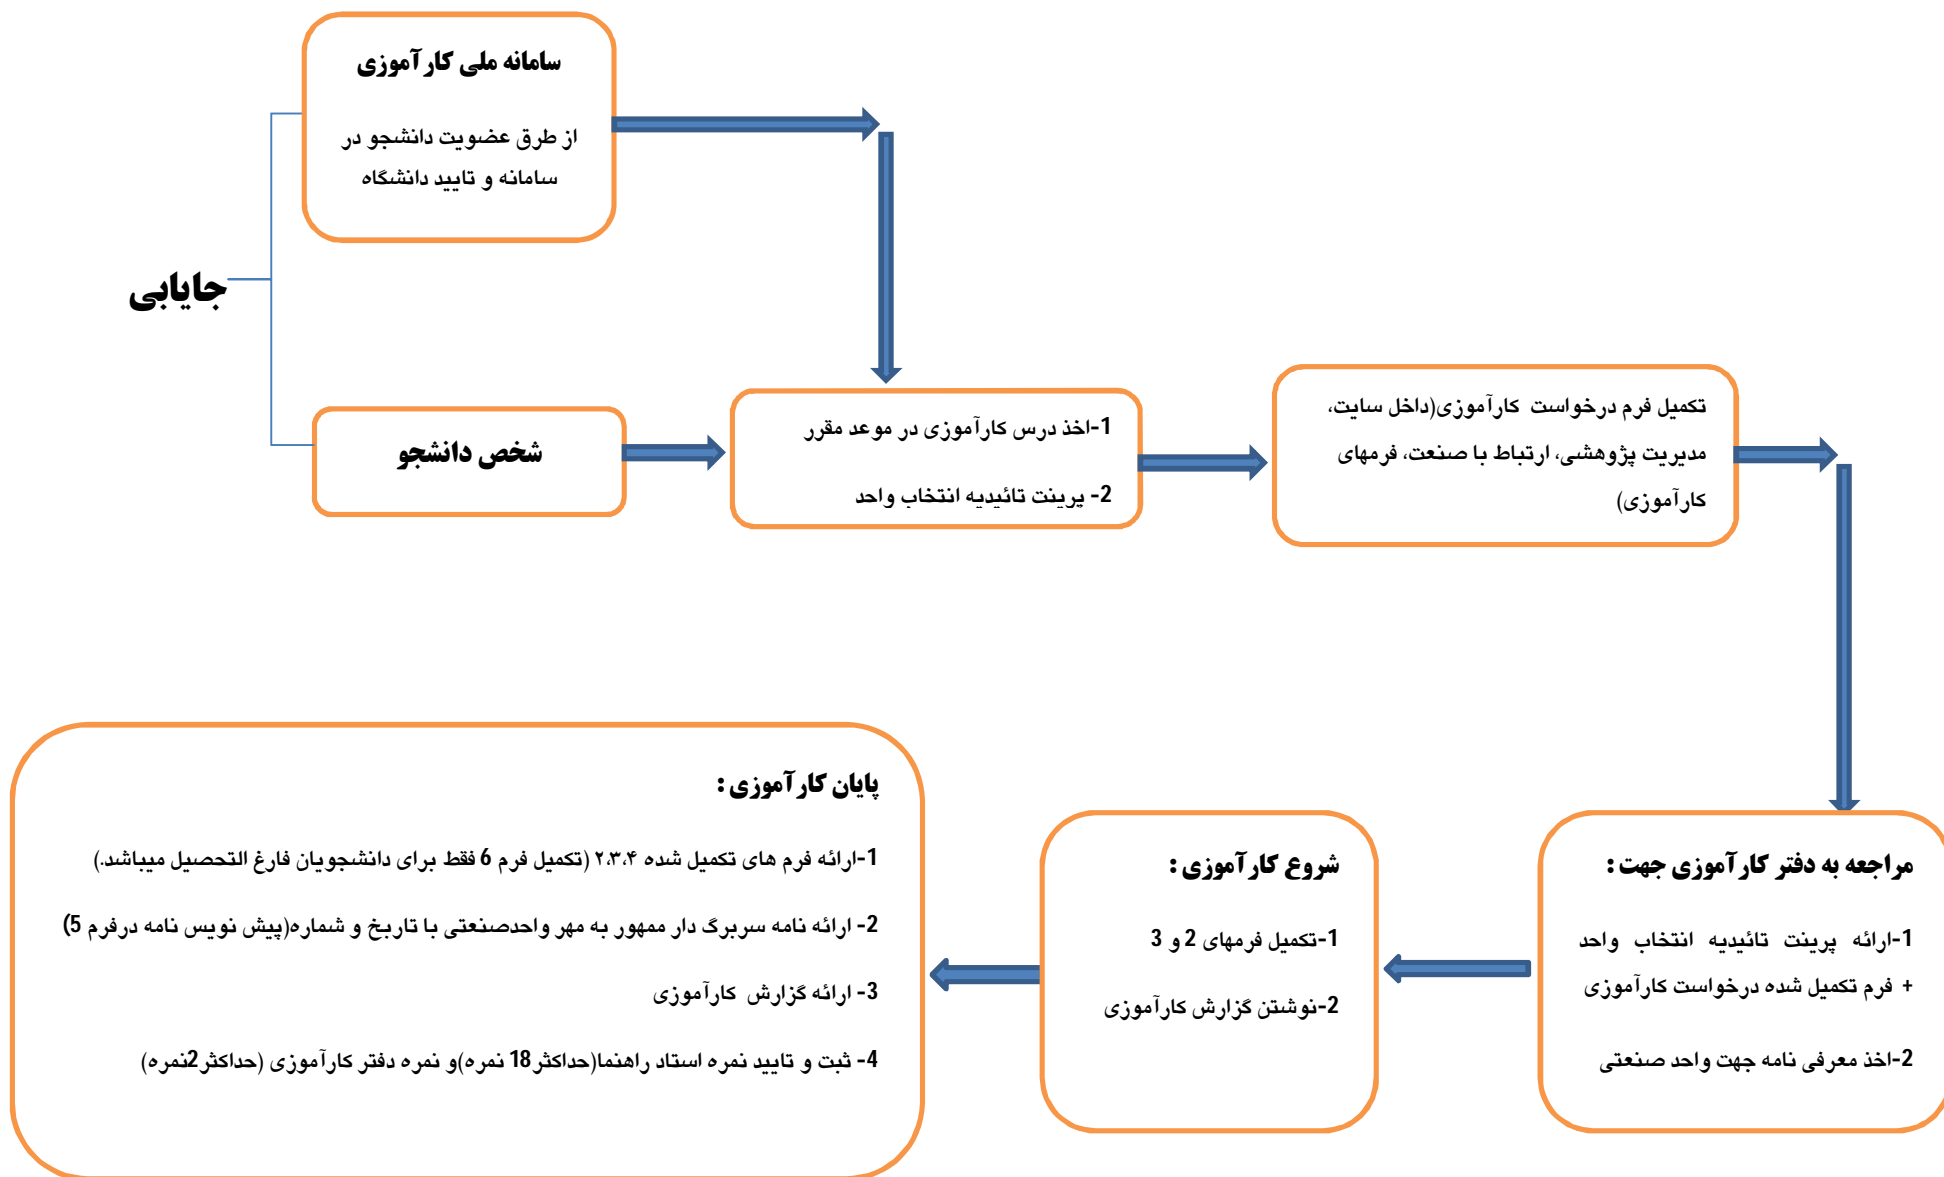 جایابی
سامانه ملی کارآموزی
از طرق عضویت دانشجو در
سامانه و تایید دانشگاه
شخص دانشجو
1-اخذ درس کارآموزی در موعد مقرر
2- پرینت تائیدیه انتخاب واحد
تکمیل فرم درخواست کارآموزی(داخل سایت،
مدیریت پژوهشی، ارتباط با صنعت، فرمهای
کارآموزی)
مراجعه به دفتر کارآموزی جهت :
1-ارائه پرینت تائیدیه انتخاب واحد
+ فرم تکمیل شده درخواست کارآموزی
2-اخذ معرفی نامه جهت واحد صنعتی
شروع کارآموزی :
1-تکمیل فرمهای 2 و 3
2-نوشتن گزارش کارآموزی
پایان کارآموزی :
1-ارائه فرم های تکمیل شده ۲،۳،۴ (تکمیل فرم 6 فقط برای دانشجویان فارغ التحصیل میباشد.)
2- ارائه نامه سربرگ دار ممهور به مهر واحدصنعتی با تاریخ و شماره(پیش نویس نامه درفرم 5)
3- ارائه گزارش کارآموزی
4- ثبت و تایید نمره استاد راهنما(حداکثر18 نمره)و نمره دفتر کارآموزی (حداکثر2نمره)